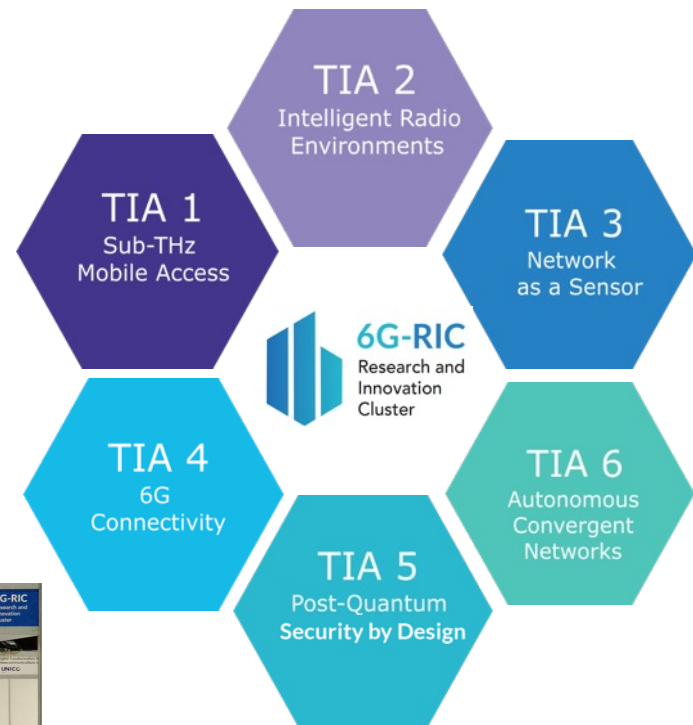 TIA 2
Intelligent Radio
Environments
TIA 1
Sub-THz
Mobile Access
TIA 3
Network
as a Sensor
6G-RIC
Research and
Innovation
Cluster
TIA 4
6G
Connectivity
TIA 6
Autonomous
Convergent
Networks
TIA 5
Post-Quantum
Security by Design
G-RIC